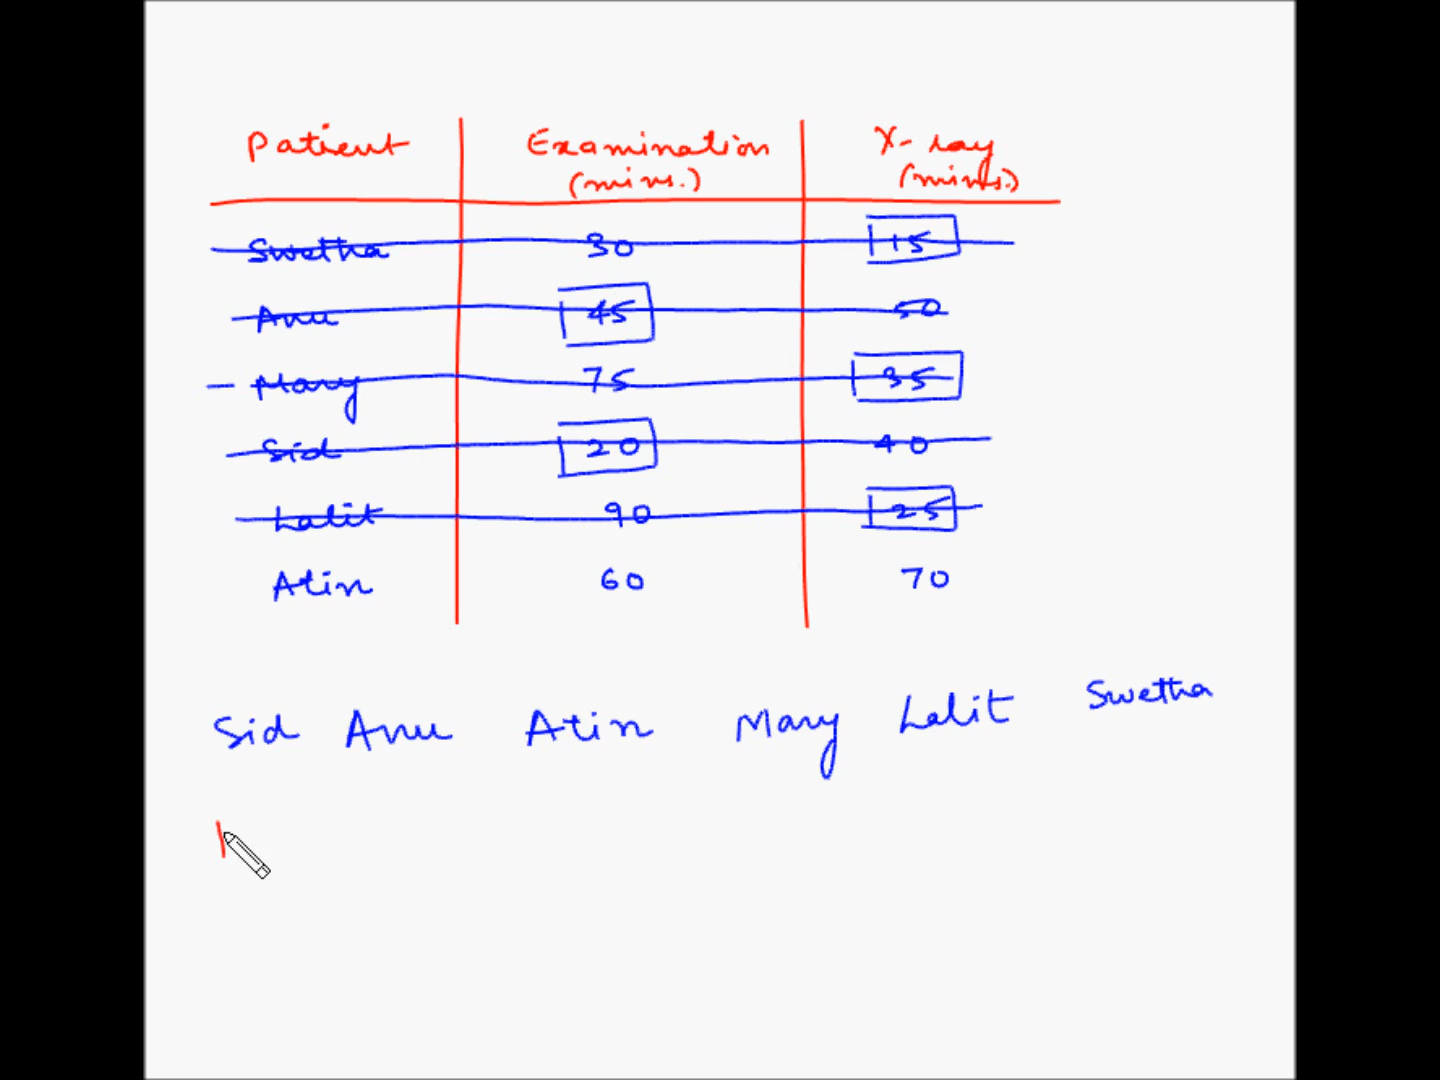 Patient Examination (mins.) X-ray (mins.)
Swetha 30 15
Anu 45 50
Mary 75 35
Sid 20 40
Lalit 90 25
Atin 60 70
Sid Anu Atin Mary Lalit Swetha